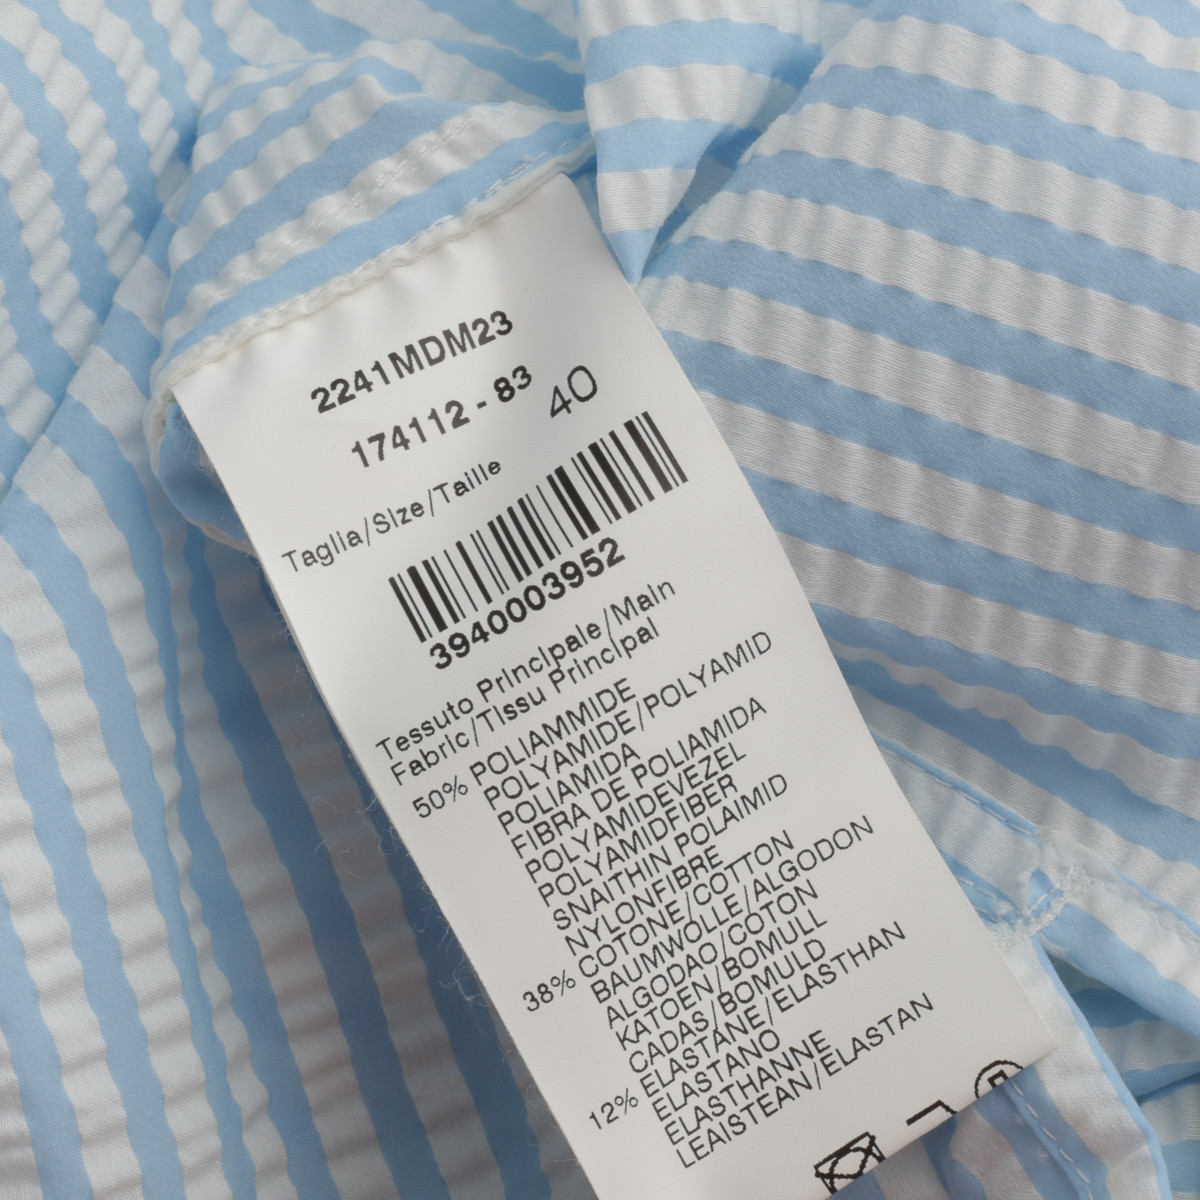 2241MDM23
174112 - 83
Taglia/Size/Taille 40
3940003952
Tessuto Principale/Main
Fabric/Tissu Principal
50% POLIAMMIDE
POLYAMIDE/POLYAMID
POLIAMIDA
FIBRA DE POLIAMIDA
POLYAMIDEVEZEL
POLYAMIDFIBER
SNAITHIN POLAIMID
NYLONFIBRE
38% COTONE/COTTON
BAUMWOLLE/ALGODON
ALGODAO/COTON
KATOEN/BOMULL
CADAS/BOMULD
12% ELASTANE/ELASTHAN
ELASTANO
ELASTHANNE
LEAISTEAN/ELASTAN